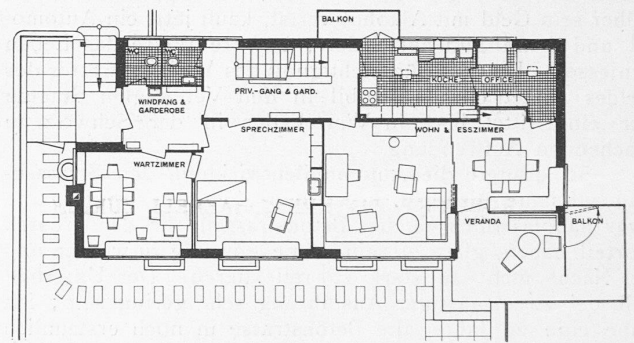 BALKON
WC
WC
KÜCHE
OFFICE
WINDFANG &
GARDEROBE
PRIV.-GANG & GARD.
SPRECHZIMMER
WOHN & ESSZIMMER
WARTZIMMER
VERANDA
BALKON